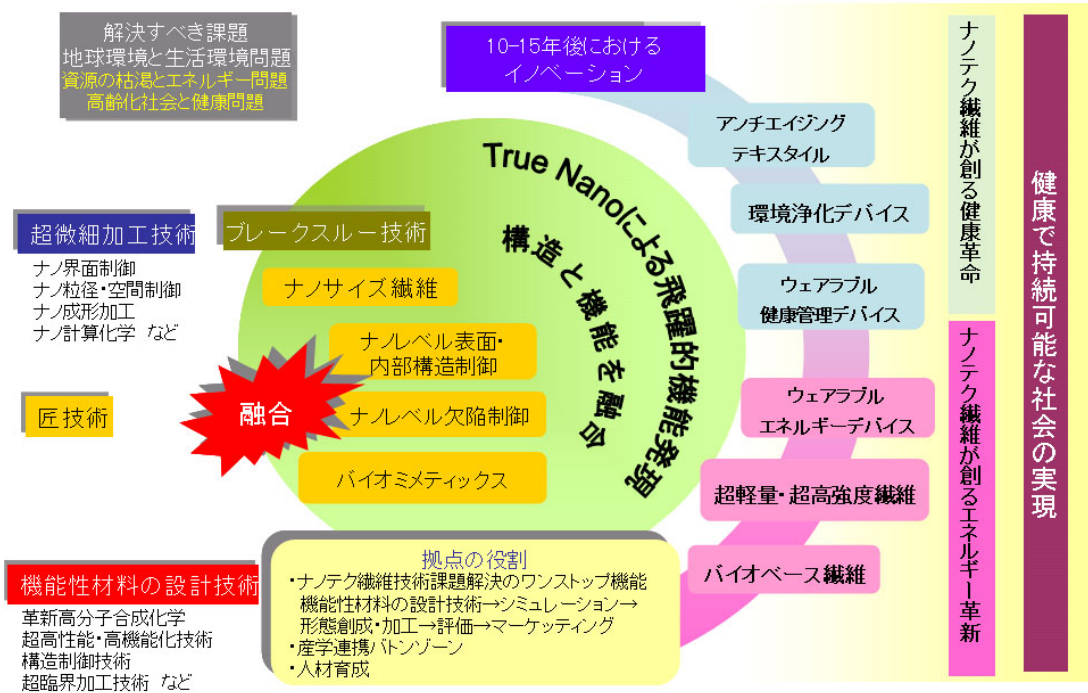 解決すべき課題
地球環境と生活環境問題
資源の枯渇とエネルギー問題
高齢化社会と健康問題
10-15年後における
イノベーション
超微細加工技術
ナノ界面制御
ナノ粒径・空間制御
ナノ成形加工
ナノ計算化学 など
匠技術
機能性材料の設計技術
革新高分子合成化学
超高性能・高機能化技術
構造制御技術
超臨界加工技術 など
融合
ブレークスルー技術
ナノサイズ繊維
ナノレベル表面・
内部構造制御
ナノレベル欠陥制御
バイオミメティックス
True Nanoによる飛躍的機能発現
構造と機能を融合
拠点の役割
・ナノテク繊維技術課題解決のワンストップ機能
機能性材料の設計技術→シミュレーション→
形態創成・加工→評価→マーケッティング
・産学連携バトンゾーン
・人材育成
アンチエイジング
テキスタイル
環境浄化デバイス
ウェアラブル
健康管理デバイス
ウェアラブル
エネルギーデバイス
超軽量・超高強度繊維
バイオベース繊維
ナノテク繊維が創る健康革命
ナノテク繊維が創るエネルギー革新
健康で持続可能な社会の実現